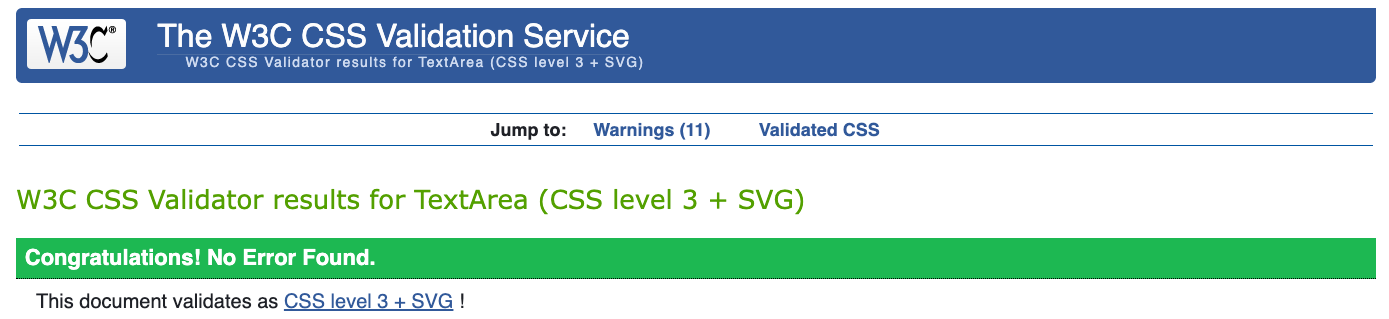 W3C®
The W3C CSS Validation Service
W3C CSS Validator results for TextArea (CSS level 3 + SVG)
Jump to: Warnings (11) Validated CSS
W3C CSS Validator results for TextArea (CSS level 3 + SVG)
Congratulations! No Error Found.
This document validates as CSS level 3 + SVG !